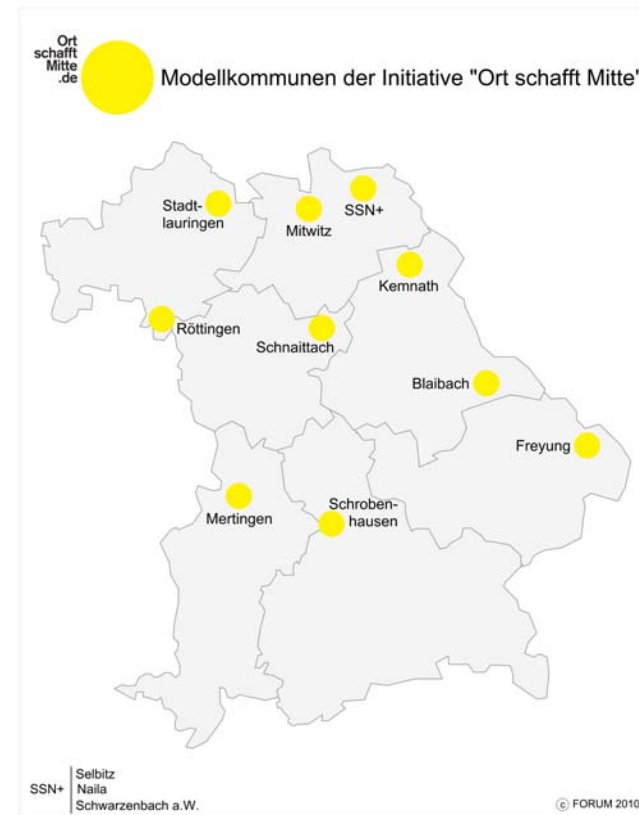 Ort
schafft
Mitte
.de
Modellkommunen der Initiative "Ort schafft Mitte"
Stadt-
lauringen
Mitwitz
SSN+
Kemnath
Röttingen
Schnaittach
Blaibach
Freyung
Mertingen
Schroben-
hausen
SSN+
Selbitz
Naila
Schwarzenbach a.W.
© FORUM 2010